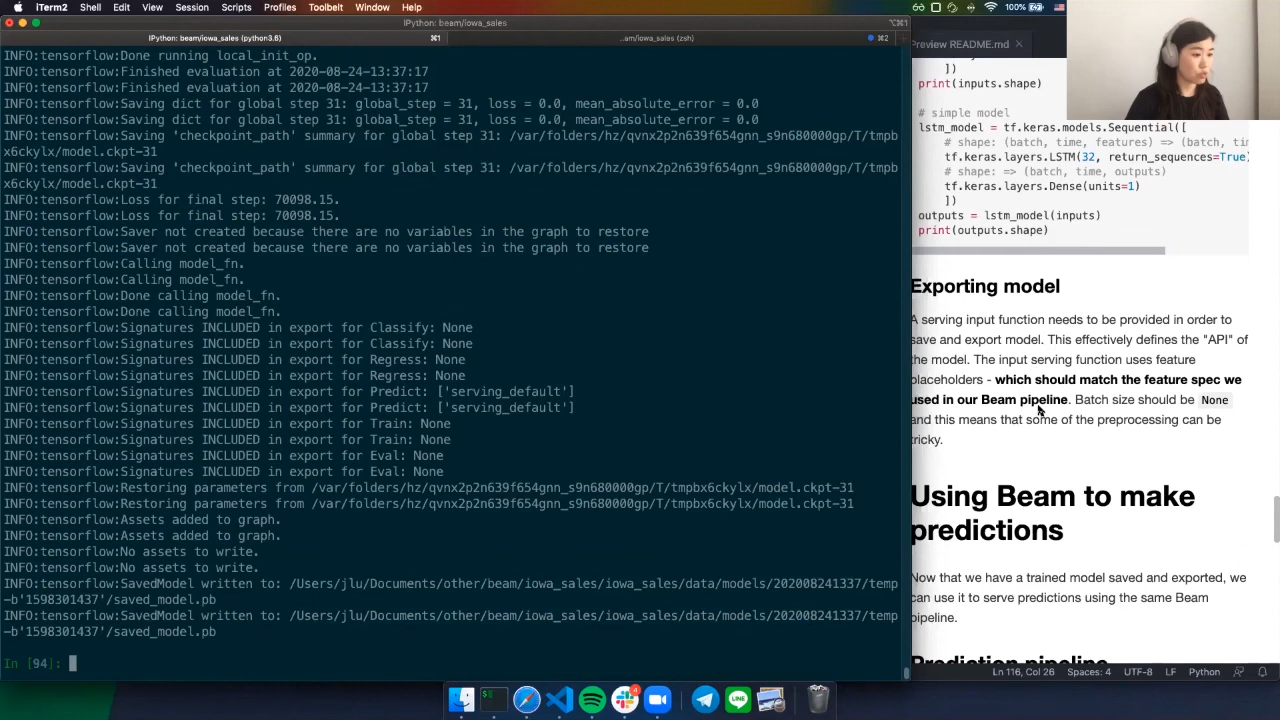 iTerm2 Shell Edit View Session Scripts Profiles Toolbelt Window Help 100%
IPython: beam/iowa_sales ⌥⌘1
IPython: beam/iowa_sales (python3.6) ⌘1 ..am/iowa_sales (zsh) ⌘2
INFO:tensorflow:Done running local_init_op.
INFO:tensorflow:Finished evaluation at 2020-08-24-13:37:17
INFO:tensorflow:Finished evaluation at 2020-08-24-13:37:17
INFO:tensorflow:Saving dict for global step 31: global_step = 31, loss = 0.0, mean_absolute_error = 0.0
INFO:tensorflow:Saving dict for global step 31: global_step = 31, loss = 0.0, mean_absolute_error = 0.0
INFO:tensorflow:Saving 'checkpoint_path' summary for global step 31: /var/folders/hz/qvnx2p2n639f654gnn_s9n680000gp/T/tmpb
x6ckylx/model.ckpt-31
INFO:tensorflow:Saving 'checkpoint_path' summary for global step 31: /var/folders/hz/qvnx2p2n639f654gnn_s9n680000gp/T/tmpb
x6ckylx/model.ckpt-31
INFO:tensorflow:Loss for final step: 70098.15.
INFO:tensorflow:Loss for final step: 70098.15.
INFO:tensorflow:Saver not created because there are no variables in the graph to restore
INFO:tensorflow:Saver not created because there are no variables in the graph to restore
INFO:tensorflow:Calling model_fn.
INFO:tensorflow:Calling model_fn.
INFO:tensorflow:Done calling model_fn.
INFO:tensorflow:Done calling model_fn.
INFO:tensorflow:Signatures INCLUDED in export for Classify: None
INFO:tensorflow:Signatures INCLUDED in export for Classify: None
INFO:tensorflow:Signatures INCLUDED in export for Regress: None
INFO:tensorflow:Signatures INCLUDED in export for Regress: None
INFO:tensorflow:Signatures INCLUDED in export for Predict: ['serving_default']
INFO:tensorflow:Signatures INCLUDED in export for Predict: ['serving_default']
INFO:tensorflow:Signatures INCLUDED in export for Train: None
INFO:tensorflow:Signatures INCLUDED in export for Train: None
INFO:tensorflow:Signatures INCLUDED in export for Eval: None
INFO:tensorflow:Signatures INCLUDED in export for Eval: None
INFO:tensorflow:Restoring parameters from /var/folders/hz/qvnx2p2n639f654gnn_s9n680000gp/T/tmpbx6ckylx/model.ckpt-31
INFO:tensorflow:Restoring parameters from /var/folders/hz/qvnx2p2n639f654gnn_s9n680000gp/T/tmpbx6ckylx/model.ckpt-31
INFO:tensorflow:Assets added to graph.
INFO:tensorflow:Assets added to graph.
INFO:tensorflow:No assets to write.
INFO:tensorflow:No assets to write.
INFO:tensorflow:SavedModel written to: /Users/jlu/Documents/other/beam/iowa_sales/iowa_sales/data/models/202008241337/temp
-b'1598301437'/saved_model.pb
INFO:tensorflow:SavedModel written to: /Users/jlu/Documents/other/beam/iowa_sales/iowa_sales/data/models/202008241337/temp
-b'1598301437'/saved_model.pb
In [94]:
Preview README.md
])
print(inputs.shape)
# simple model
lstm_model = tf.keras.models.Sequential([
# shape: (batch, time, features) => (batch, t
tf.keras.layers.LSTM(32, return_sequences=True)
# shape: => (batch, time, outputs)
tf.keras.layers.Dense(units=1)
])
outputs = lstm_model(inputs)
print(outputs.shape)
Exporting model
A serving input function needs to be provided in order to
save and export model. This effectively defines the "API" of
the model. The input serving function uses feature
placeholders - which should match the feature spec we
used in our Beam pipeline. Batch size should be None
and this means that some of the preprocessing can be
tricky.
Using Beam to make
predictions
Now that we have a trained model saved and exported, we
can use it to serve predictions using the same Beam
pipeline.
Prediction pipeline
Ln 116, Col 26 Spaces: 4 UTF-8 LF Python
4
LINE